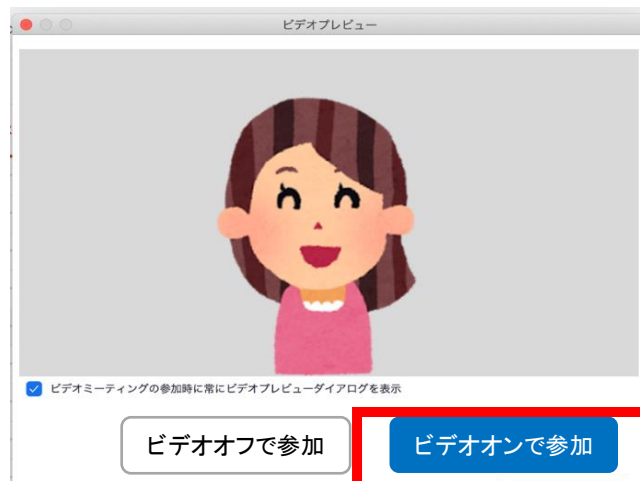 ビデオプレビュー
ビデオミーティングの参加時に常にビデオプレビューダイアログを表示
ビデオオフで参加
ビデオオンで参加